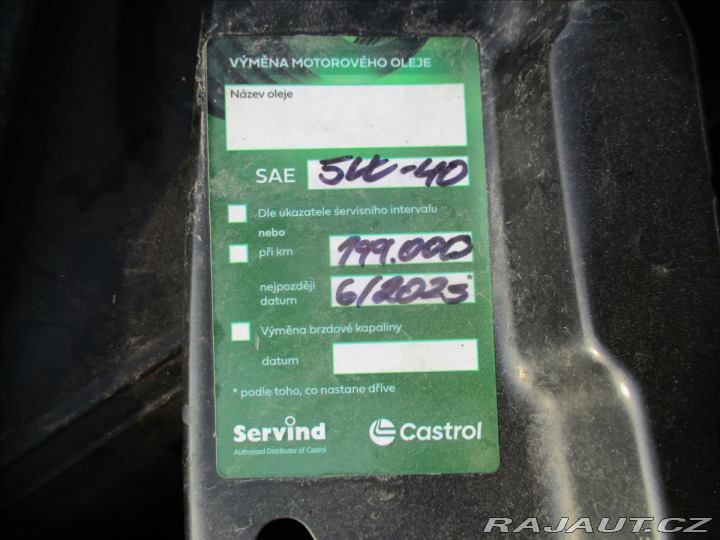 VÝMĚNA MOTOROVÉHO OLEJE
Název oleje
SAE 5W-40
Dle ukazatele servisního intervalu
nebo
při km 199.000
nejpozději datum 6/2025*
Výměna brzdové kapaliny
datum
* podle toho, co nastane dříve
Servind Castrol
Authorised Distributor of Castrol
RAJAUT.CZ